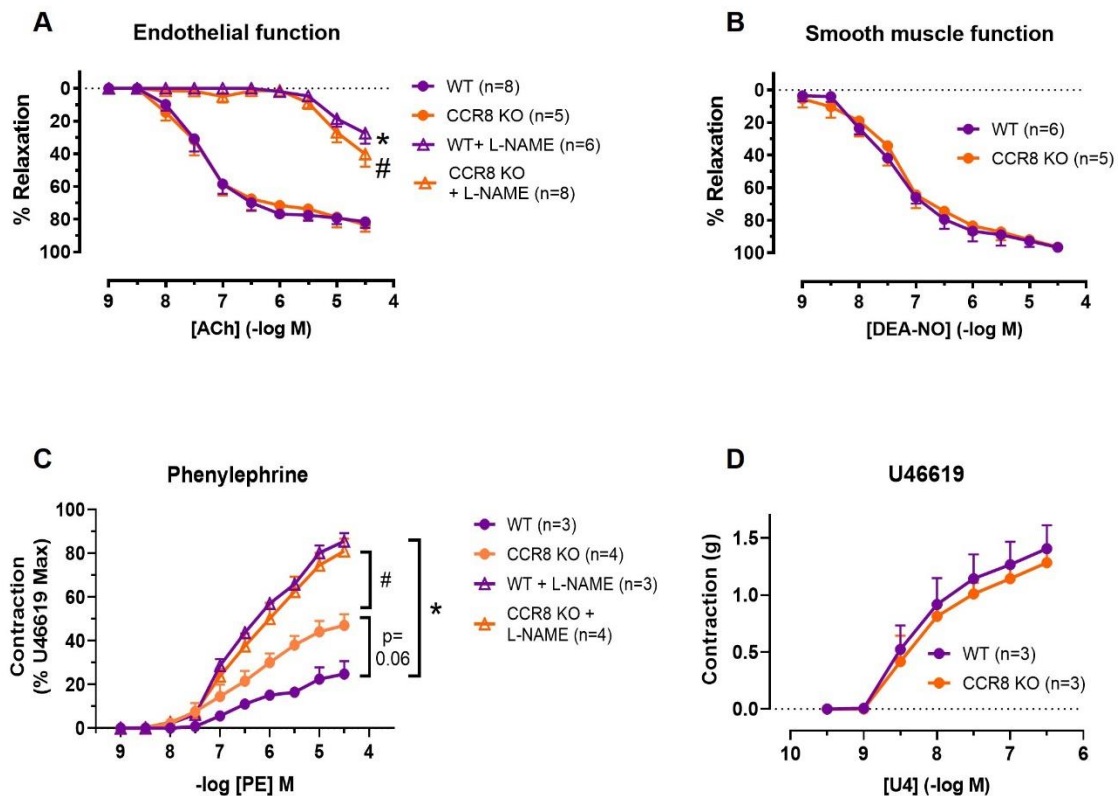 A
Endothelial function
0
20
40
60
80
100
% Relaxation
9 8 7 6 5 4
[ACh] (-log M)
WT (n=8)
CCR8 KO (n=5)
WT+ L-NAME (n=6)
CCR8 KO
+ L-NAME (n=8)
*
#
B
Smooth muscle function
0
20
40
60
80
100
% Relaxation
9 8 7 6 5 4
[DEA-NO] (-log M)
WT (n=6)
CCR8 KO (n=5)
C
Phenylephrine
100
80
60
40
20
0
Contraction
(% U46619 Max)
9 8 7 6 5 4
-log [PE] M
#
p=
0.06
*
WT (n=3)
CCR8 KO (n=4)
WT + L-NAME (n=3)
CCR8 KO +
L-NAME (n=4)
D
U46619
1.5
1.0
0.5
0.0
Contraction (g)
10 9 8 7 6
[U4] (-log M)
WT (n=3)
CCR8 KO (n=3)